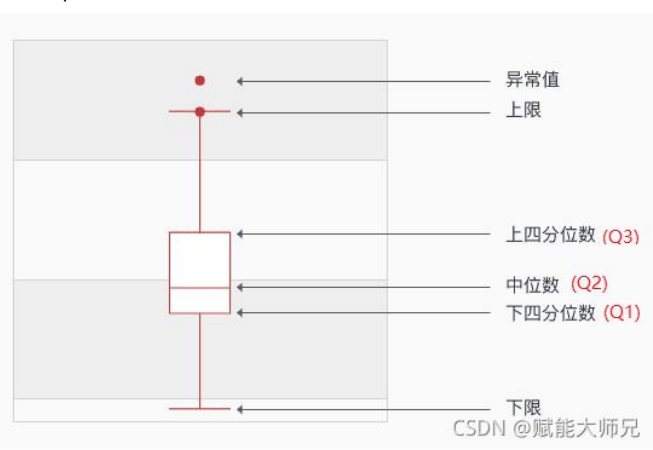 异常值
上限
上四分位数 (Q3)
中位数 (Q2)
下四分位数 (Q1)
下限
CSDN @赋能大师兄